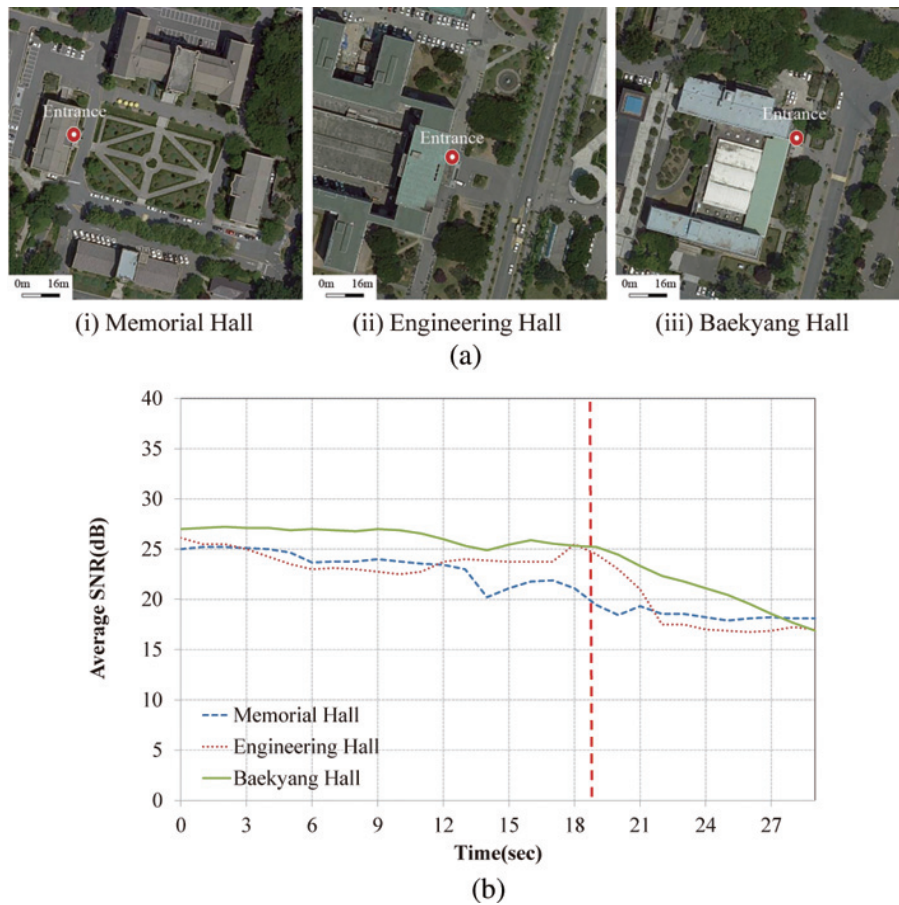 Entrance
Entrance
Entrance
0m 16m
0m 16m
0m 16m
(i) Memorial Hall
(ii) Engineering Hall
(iii) Baekyang Hall
(a)
40
35
30
25
20
15
10
5
0
Average SNR(dB)
Memorial Hall
Engineering Hall
Baekyang Hall
0 3 6 9 12 15 18 21 24 27
Time(sec)
(b)